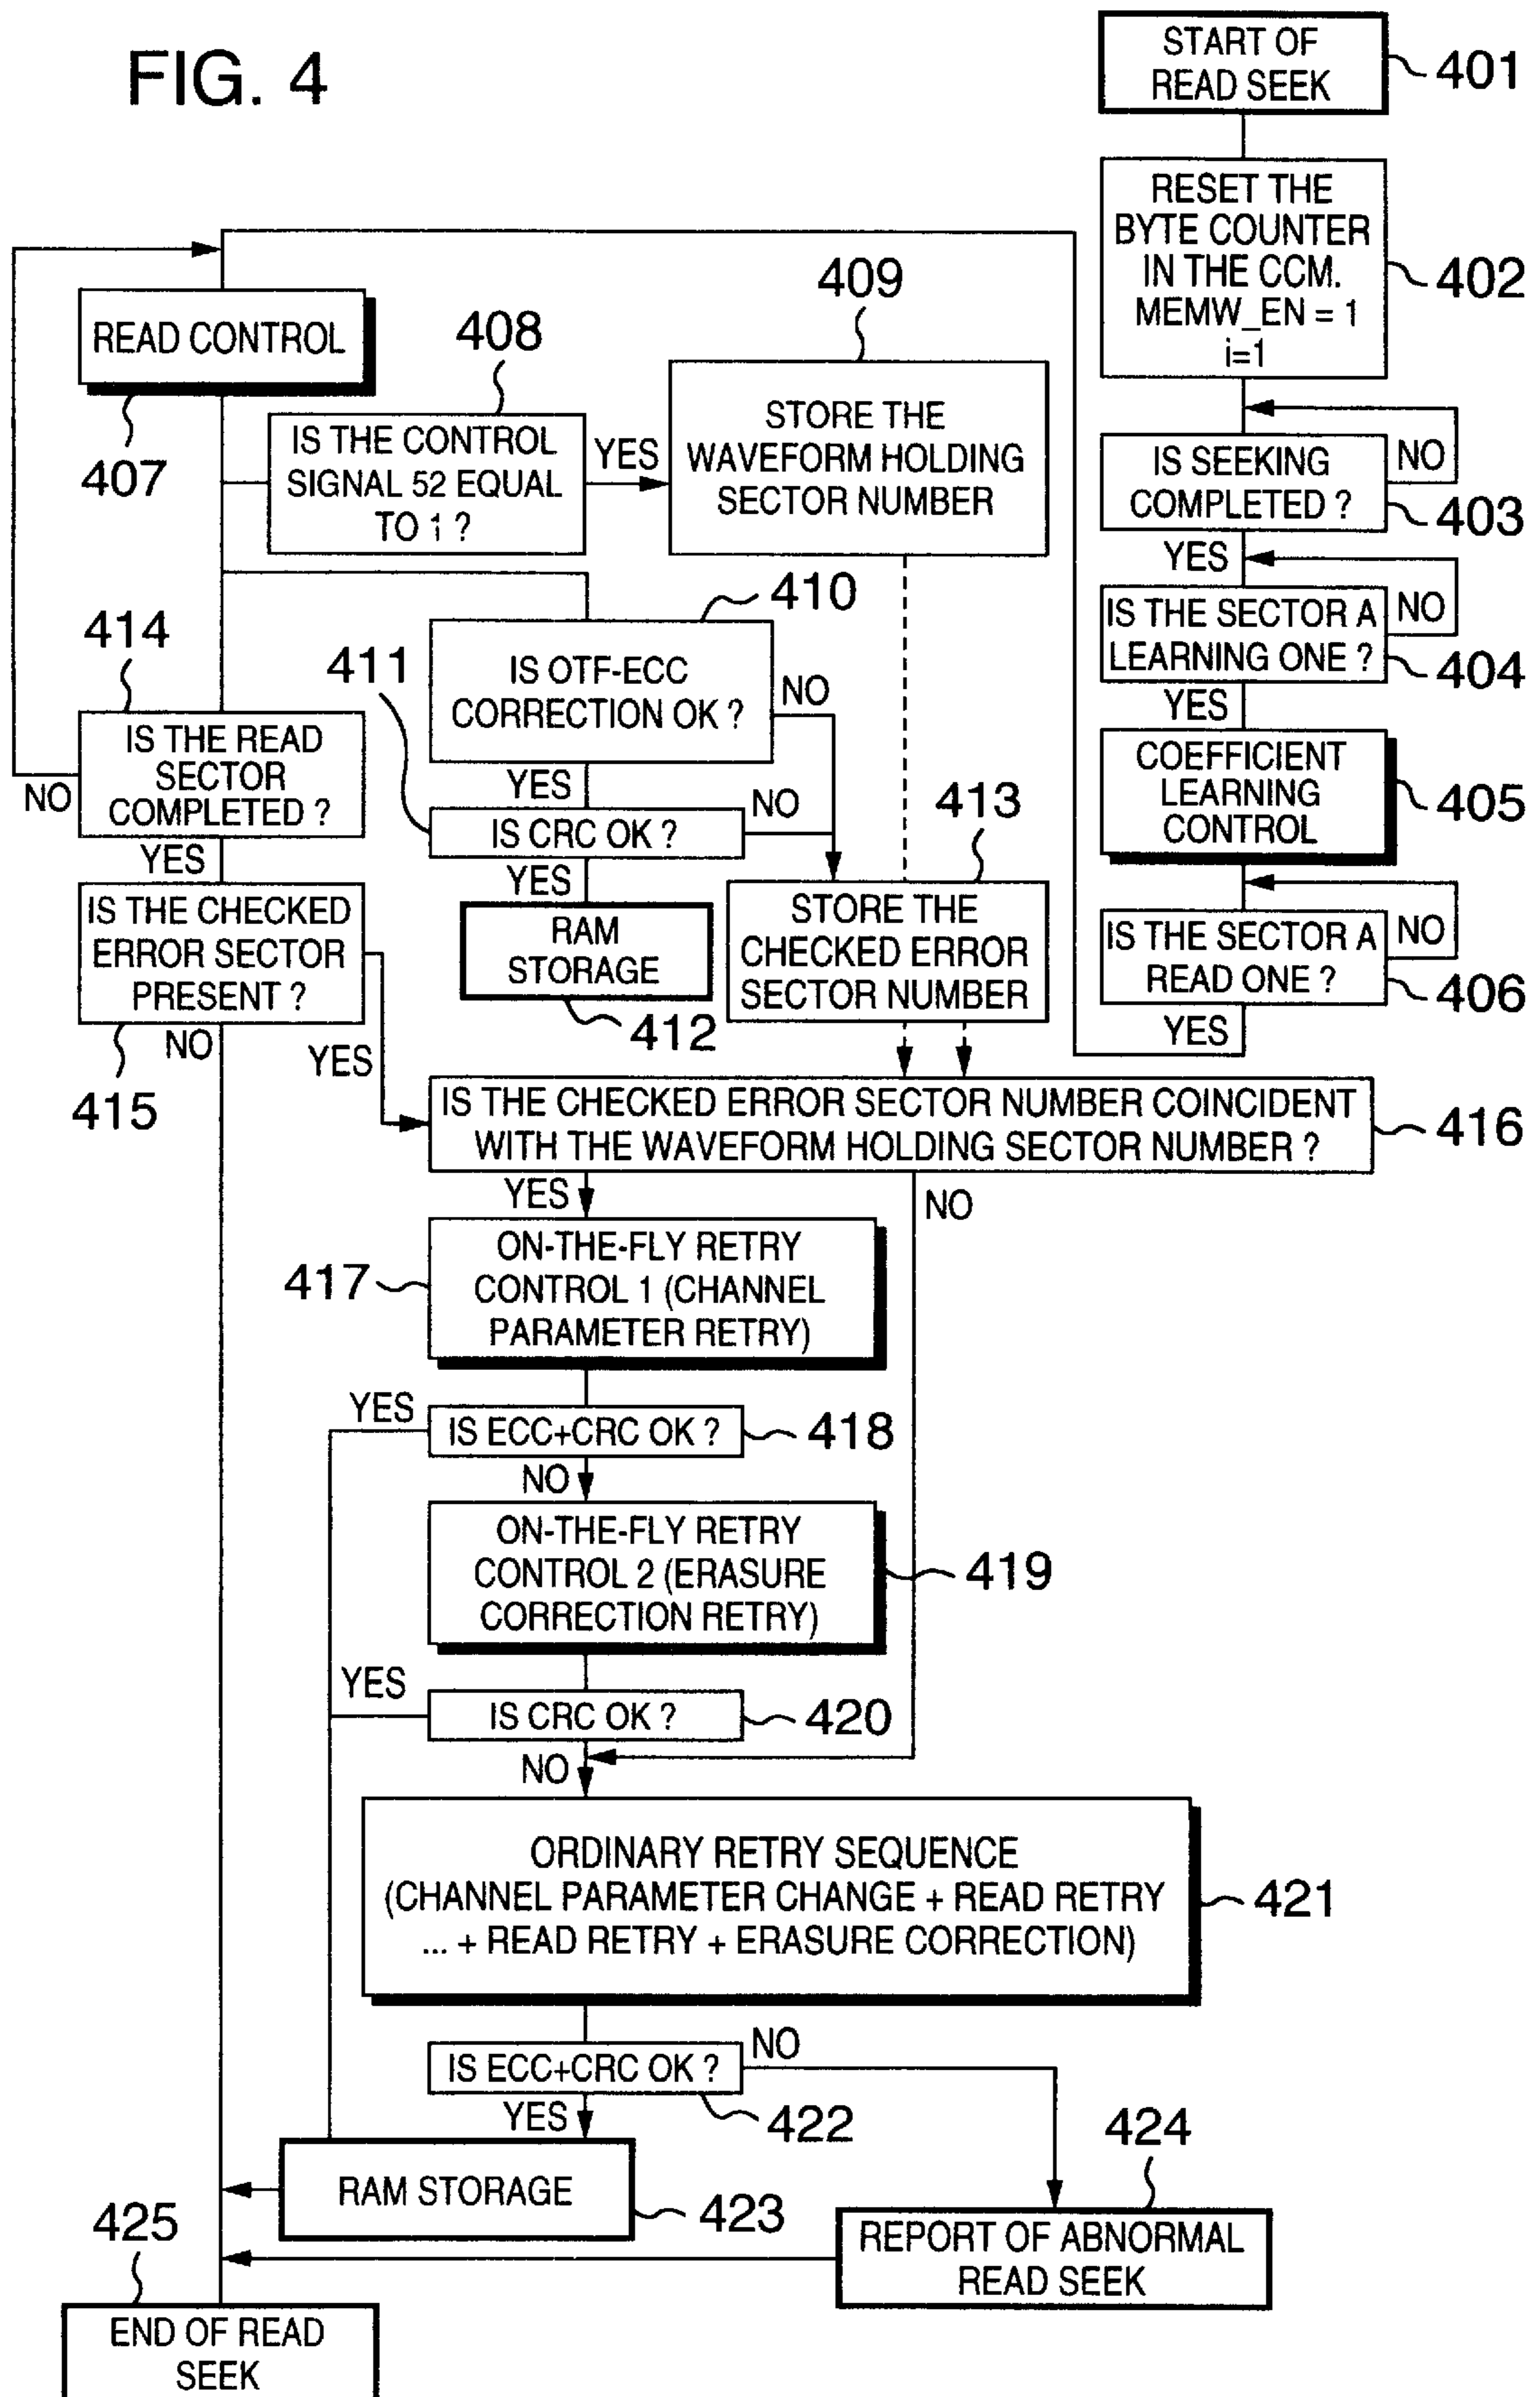 FIG. 4
START OF
READ SEEK
401
RESET THE
BYTE COUNTER
IN THE CCM.
MEMW_EN = 1
i=1
402
IS SEEKING
COMPLETED ?
NO
403
YES
IS THE SECTOR A
LEARNING ONE ?
NO
404
YES
COEFFICIENT
LEARNING
CONTROL
405
IS THE SECTOR A
READ ONE ?
NO
406
YES
READ CONTROL
407
408
IS THE CONTROL
SIGNAL 52 EQUAL
TO 1 ?
YES
409
STORE THE
WAVEFORM HOLDING
SECTOR NUMBER
410
IS OTF-ECC
CORRECTION OK ?
NO
YES
411
IS CRC OK ?
NO
YES
RAM
STORAGE
412
413
STORE THE
CHECKED ERROR
SECTOR NUMBER
414
IS THE READ
SECTOR
COMPLETED ?
NO
YES
IS THE CHECKED
ERROR SECTOR
PRESENT ?
NO
YES
415
IS THE CHECKED ERROR SECTOR NUMBER COINCIDENT
WITH THE WAVEFORM HOLDING SECTOR NUMBER ?
416
YES
NO
ON-THE-FLY RETRY
CONTROL 1 (CHANNEL
PARAMETER RETRY)
417
YES
IS ECC+CRC OK ?
418
NO
ON-THE-FLY RETRY
CONTROL 2 (ERASURE
CORRECTION RETRY)
419
YES
IS CRC OK ?
420
NO
ORDINARY RETRY SEQUENCE
(CHANNEL PARAMETER CHANGE + READ RETRY
... + READ RETRY + ERASURE CORRECTION)
421
IS ECC+CRC OK ?
NO
422
YES
RAM STORAGE
423
424
REPORT OF ABNORMAL
READ SEEK
425
END OF READ
SEEK